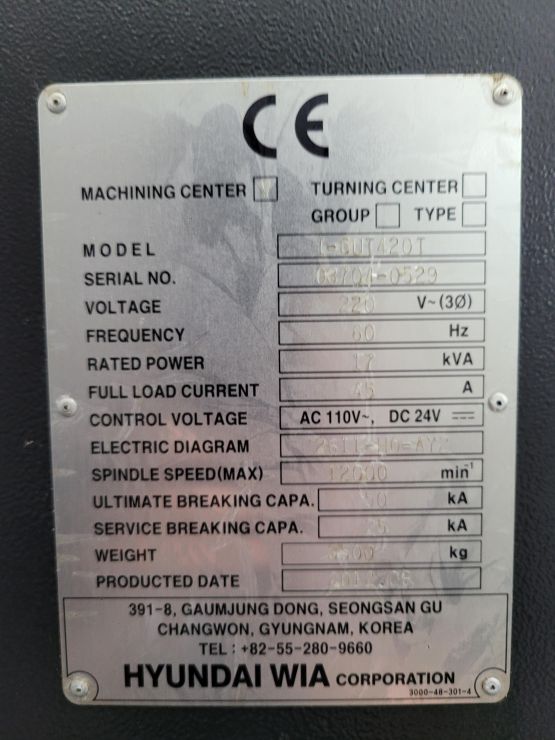 CE
MACHINING CENTER V TURNING CENTER
GROUP TYPE
MODEL I-CUT420T
SERIAL NO.
VOLTAGE 220 V~(3Ø)
FREQUENCY 60 Hz
RATED POWER 17 kVA
FULL LOAD CURRENT 45 A
CONTROL VOLTAGE AC 110V~, DC 24V ⎓
ELECTRIC DIAGRAM
SPINDLE SPEED(MAX) 12000 min⁻¹
ULTIMATE BREAKING CAPA. kA
SERVICE BREAKING CAPA. kA
WEIGHT kg
PRODUCTED DATE
391-8, GAUMJUNG DONG, SEONGSAN GU
CHANGWON, GYUNGNAM, KOREA
TEL : +82-55-280-9660
HYUNDAI WIA CORPORATION
3000-48-301-4